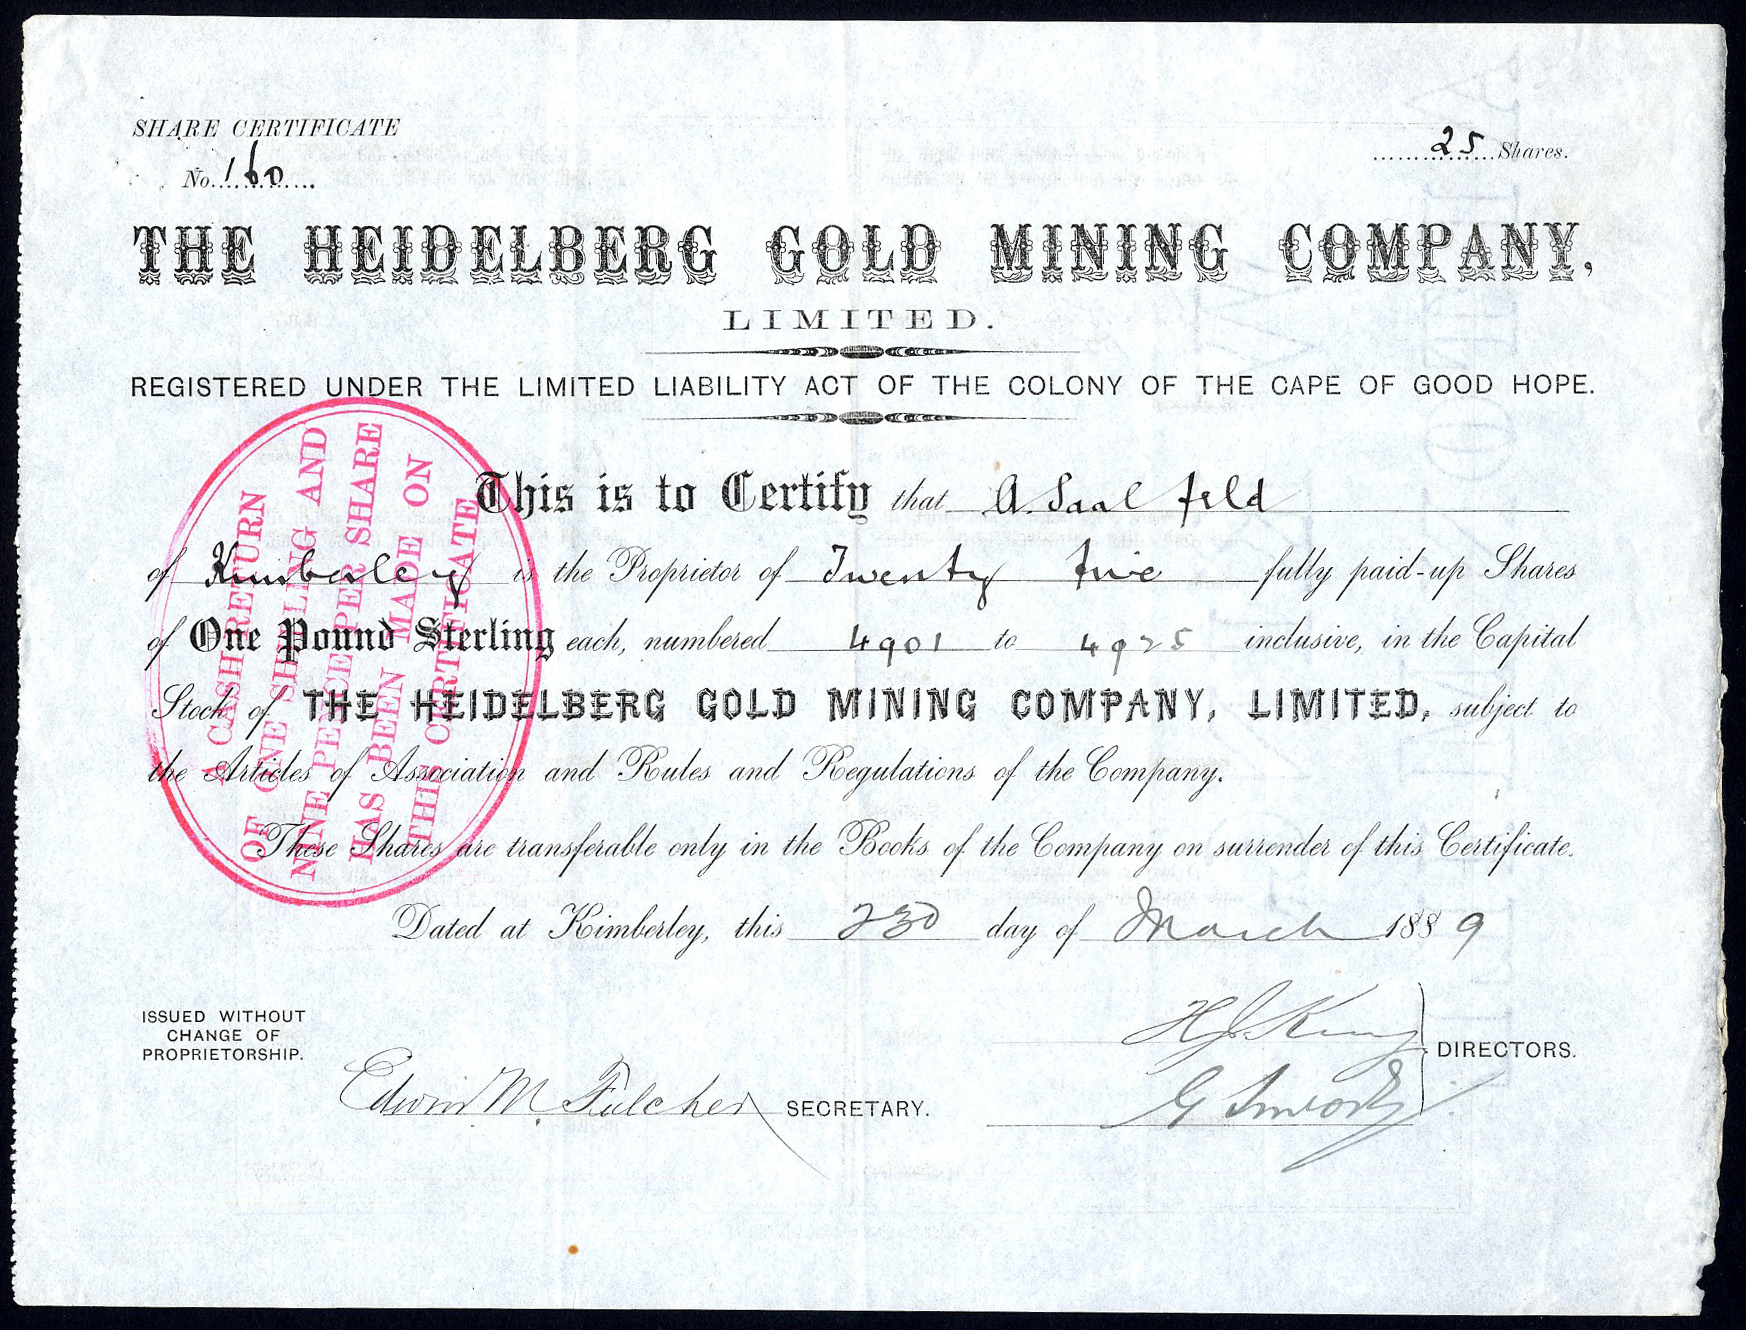 SHARE CERTIFICATE
No. 160
25 Shares.
THE HEIDELBERG GOLD MINING COMPANY,
LIMITED.
REGISTERED UNDER THE LIMITED LIABILITY ACT OF THE COLONY OF THE CAPE OF GOOD HOPE.
This is to Certify that A. Saalfeld
of Kimberley is the Proprietor of Twenty five fully paid-up Shares
of One Pound Sterling each, numbered 4901 to 4925 inclusive, in the Capital
Stock of THE HEIDELBERG GOLD MINING COMPANY, LIMITED, subject to
the Articles of Association and Rules and Regulations of the Company.
These Shares are transferable only in the Books of the Company on surrender of this Certificate.
Dated at Kimberley, this 23d day of March 1889
A CASH RETURN
OF ONE SHILLING AND
NINE PENCE PER SHARE
HAS BEEN MADE ON
THIS CERTIFICATE
ISSUED WITHOUT
CHANGE OF
PROPRIETORSHIP.
Edwin M. Fulcher SECRETARY.
H J King
DIRECTORS.
G